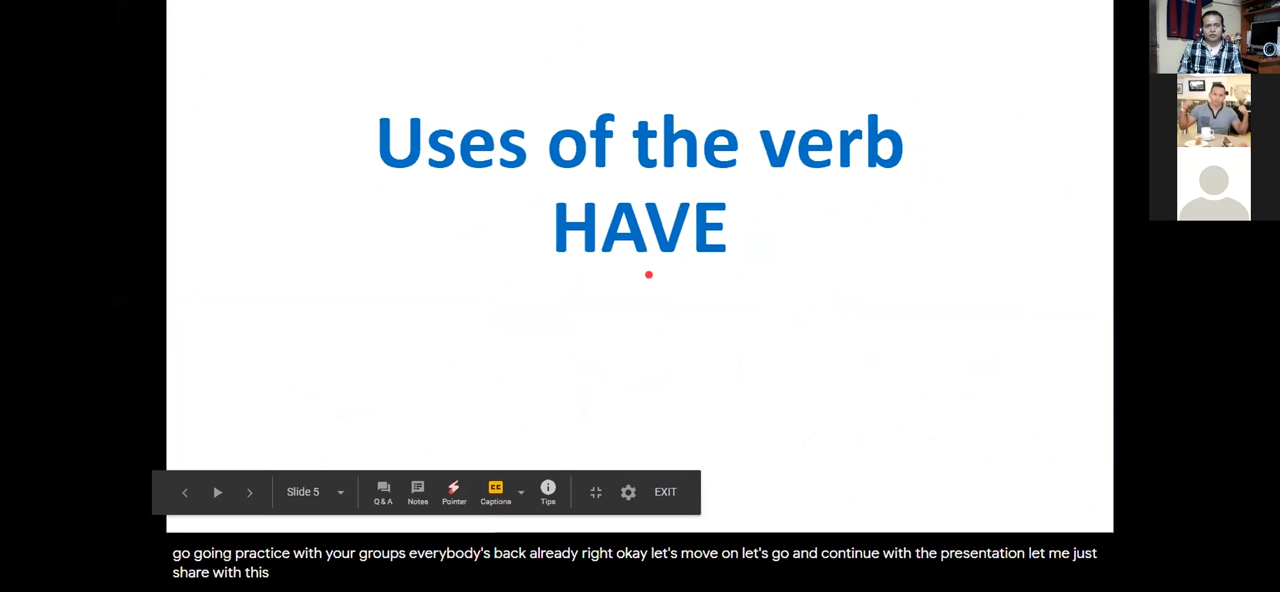 Uses of the verb
HAVE
Slide 5
Q & A
Notes
Pointer
CC
Captions
Tips
EXIT
go going practice with your groups everybody's back already right okay let's move on let's go and continue with the presentation let me just
share with this